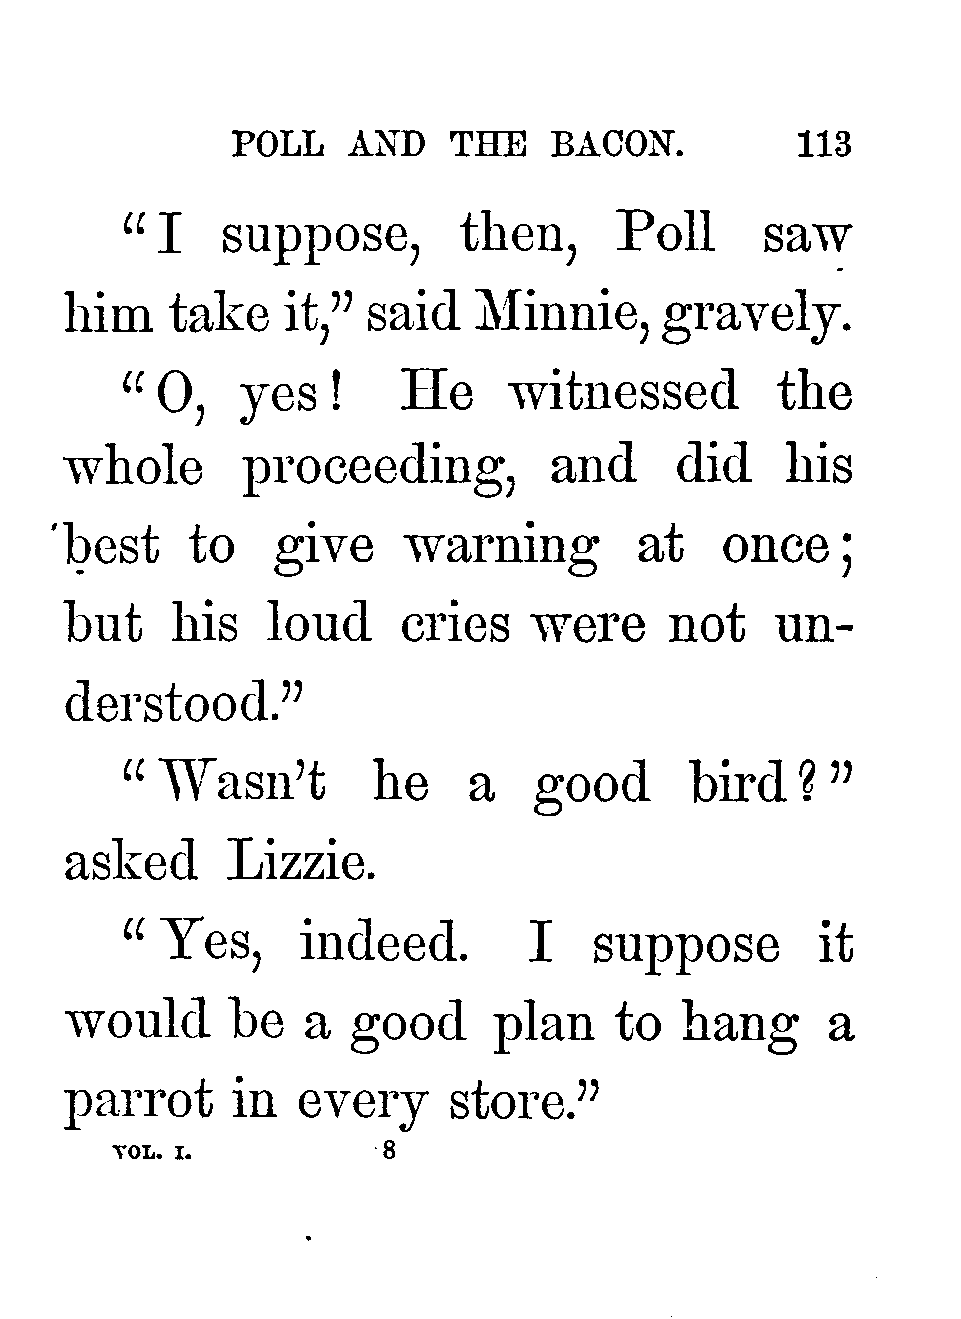 POLL AND THE BACON. 113
“I suppose, then, Poll saw
him take it,” said Minnie, gravely.
“O, yes! He witnessed the
whole proceeding, and did his
best to give warning at once;
but his loud cries were not un-
derstood.”
“Wasn’t he a good bird?”
asked Lizzie.
“Yes, indeed. I suppose it
would be a good plan to hang a
parrot in every store.”
VOL. I. 8